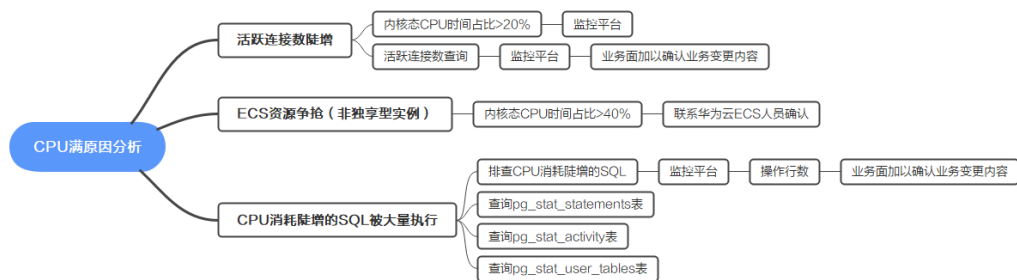 CPU满原因分析
活跃连接数陡增
内核态CPU时间占比>20%
监控平台
活跃连接数查询
监控平台
业务面加以确认业务变更内容
ECS资源争抢（非独享型实例）
内核态CPU时间占比>40%
联系华为云ECS人员确认
CPU消耗陡增的SQL被大量执行
排查CPU消耗陡增的SQL
监控平台
操作行数
业务面加以确认业务变更内容
查询pg_stat_statements表
查询pg_stat_activity表
查询pg_stat_user_tables表